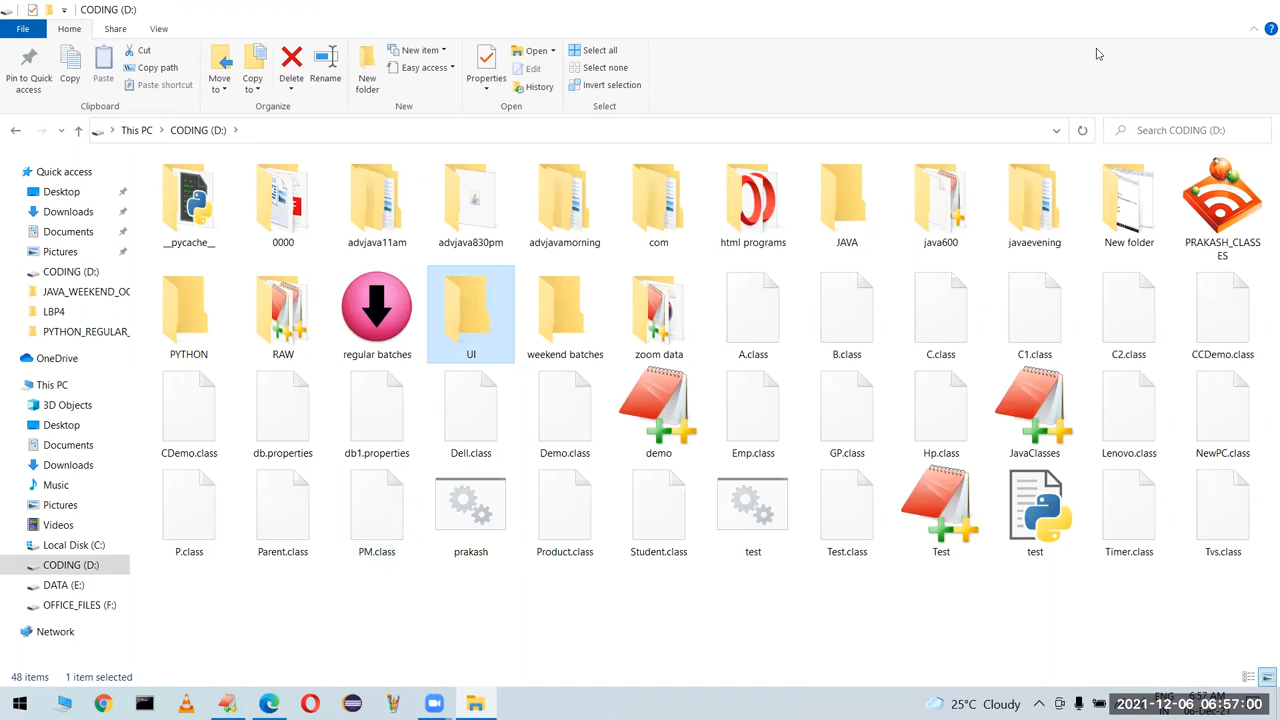 CODING (D:)
File Home Share View
Pin to Quick access
Copy
Paste
Cut
Copy path
Paste shortcut
Clipboard
Move to
Copy to
Delete
Rename
Organize
New folder
New item
Easy access
New
Properties
Open
Edit
History
Open
Select all
Select none
Invert selection
Select
This PC > CODING (D:) >
Search CODING (D:)
Quick access
Desktop
Downloads
Documents
Pictures
CODING (D:)
JAVA_WEEKEND_OC
LBP4
PYTHON_REGULAR_
OneDrive
This PC
3D Objects
Desktop
Documents
Downloads
Music
Pictures
Videos
Local Disk (C:)
CODING (D:)
DATA (E:)
OFFICE_FILES (F:)
Network
__pycache__ 0000 advjava11am advjava830pm advjavamorning com html programs JAVA java600 javaevening New folder PRAKASH_CLASSES
PYTHON RAW regular batches UI weekend batches zoom data A.class B.class C.class C1.class C2.class CCDemo.class
CDemo.class db.properties db1.properties Dell.class Demo.class demo Emp.class GP.class Hp.class JavaClasses Lenovo.class NewPC.class
P.class Parent.class PM.class prakash Product.class Student.class test Test.class Test test Timer.class Tvs.class
48 items 1 item selected
25°C Cloudy
ENG
IN
6:57 AM
06-Dec-21
2021-12-06 06:57:00